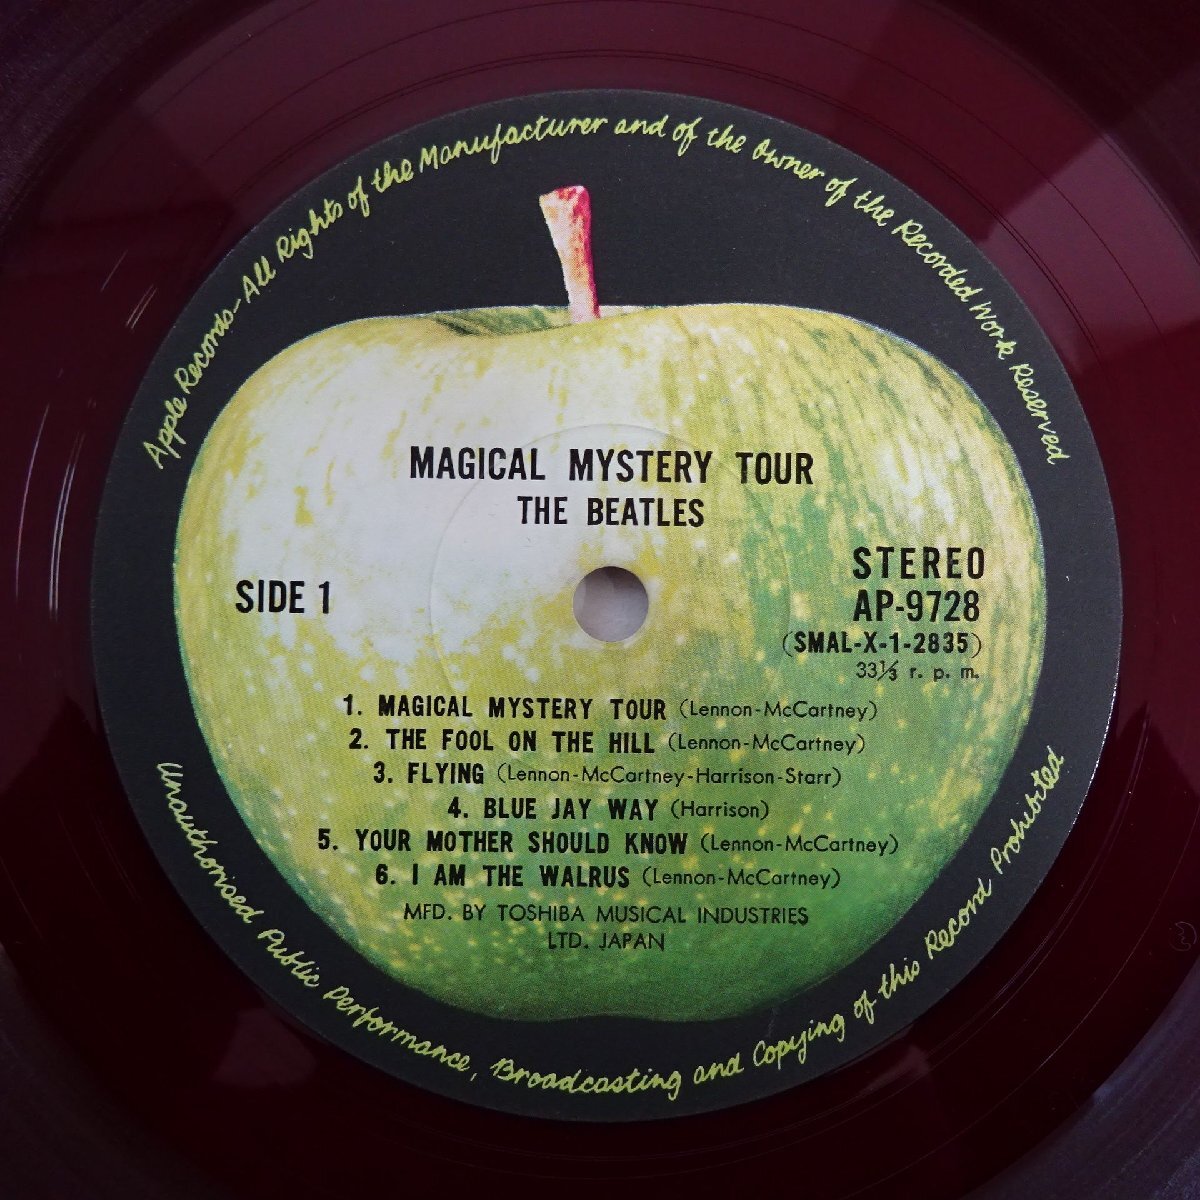 Apple Records-All Rights of the Manufacturer and of the Owner of the Recorded Work Reserved
MAGICAL MYSTERY TOUR
THE BEATLES
SIDE 1
STEREO
AP-9728
(SMAL-X-1-2835)
33⅓ r. p. m.
1. MAGICAL MYSTERY TOUR (Lennon-McCartney)
2. THE FOOL ON THE HILL (Lennon-McCartney)
3. FLYING (Lennon-McCartney-Harrison-Starr)
4. BLUE JAY WAY (Harrison)
5. YOUR MOTHER SHOULD KNOW (Lennon-McCartney)
6. I AM THE WALRUS (Lennon-McCartney)
MFD. BY TOSHIBA MUSICAL INDUSTRIES
LTD. JAPAN
Unauthorised Public Performance, Broadcasting and Copying of this Record Prohibited